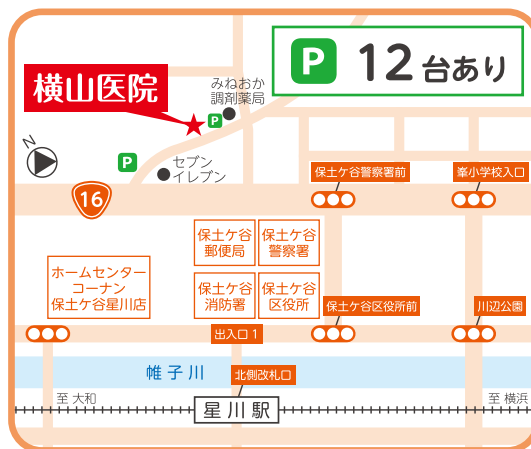 P 12台あり
横山医院
みねおか
調剤薬局
P
N
P
セブン
イレブン
保土ケ谷警察署前
峯小学校入口
16
保土ケ谷
郵便局
保土ケ谷
警察署
ホームセンター
コーナン
保土ケ谷星川店
保土ケ谷
消防署
保土ケ谷
区役所
保土ケ谷区役所前
川辺公園
出入口 1
帷子川
北側改札口
至 大和
星川駅
至 横浜